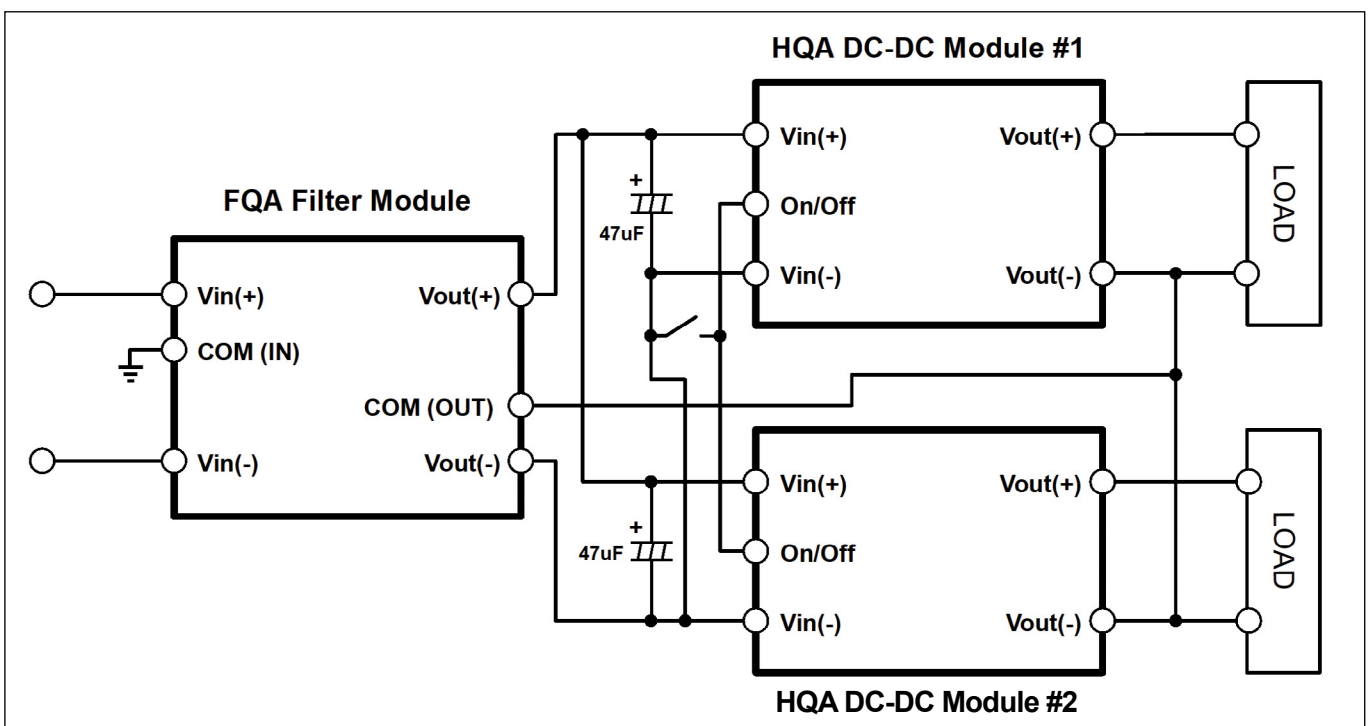 HQA DC-DC Module #1
Vin(+)
Vout(+)
On/Off
Vin(-)
Vout(-)
LOAD
+
47uF
FQA Filter Module
Vin(+)
Vout(+)
COM (IN)
COM (OUT)
Vin(-)
Vout(-)
+
47uF
Vin(+)
Vout(+)
On/Off
Vin(-)
Vout(-)
LOAD
HQA DC-DC Module #2